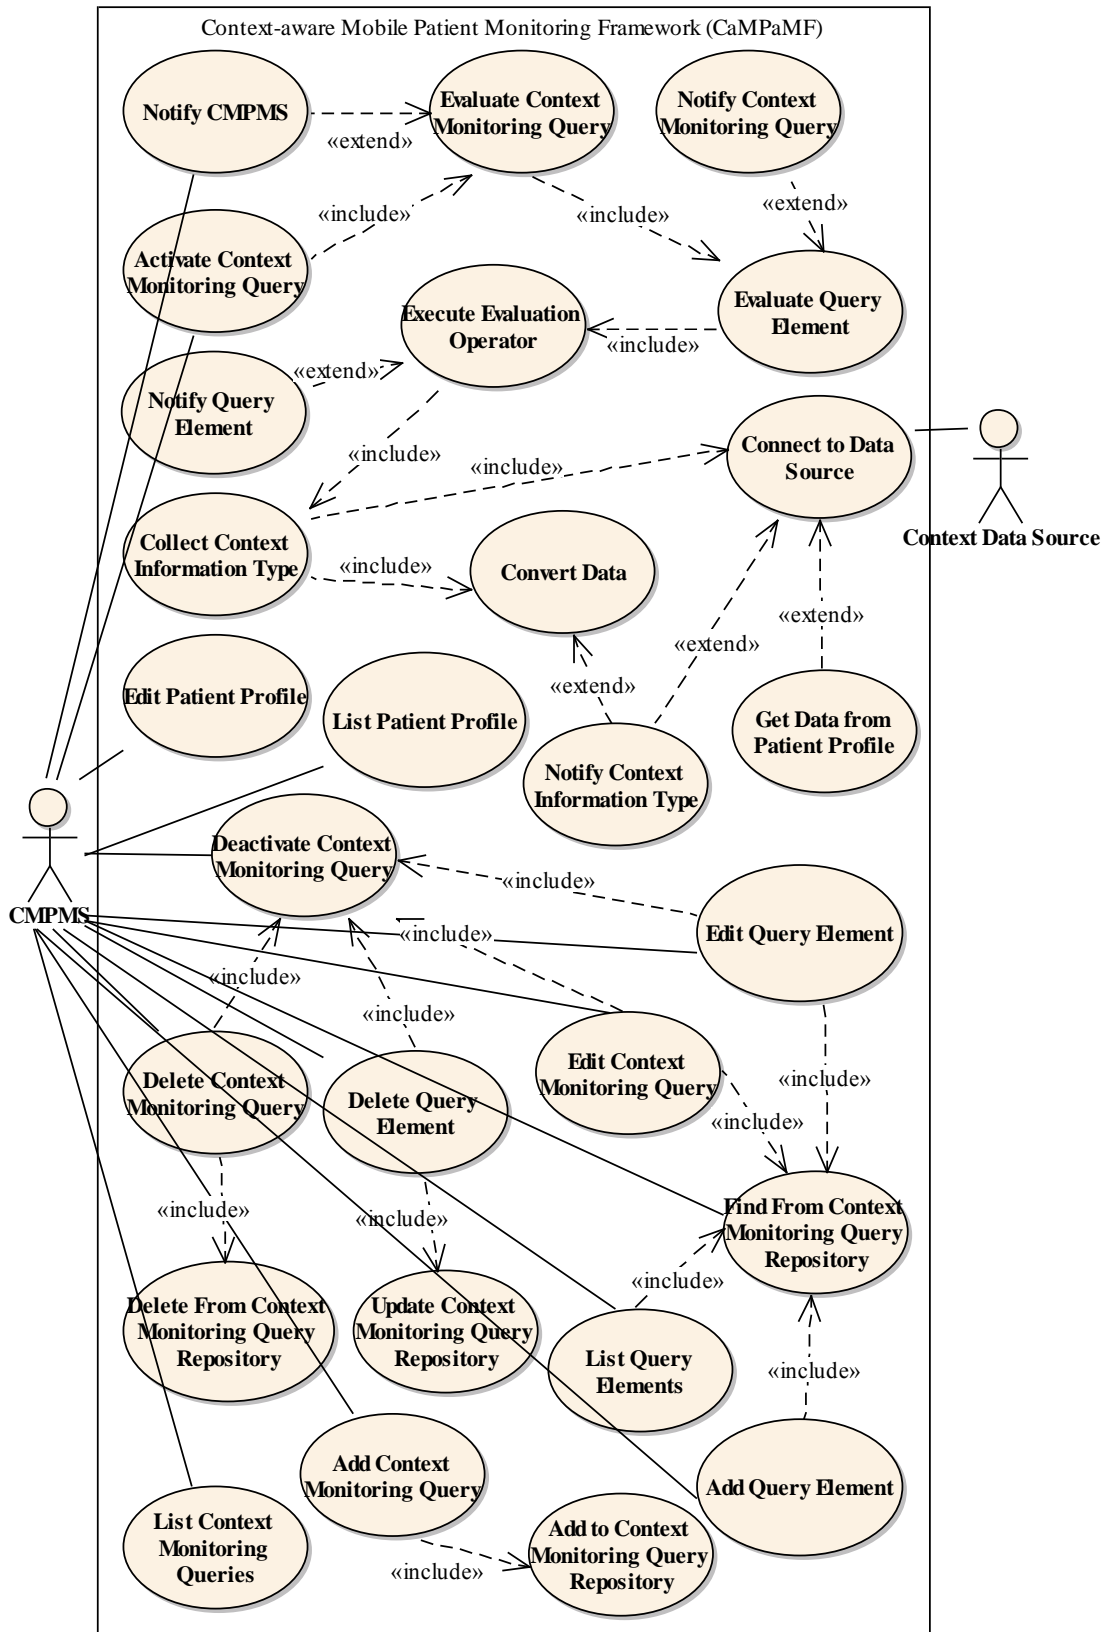 Context-aware Mobile Patient Monitoring Framework (CaMPaMF)
Notify CMPMS
«extend»
Evaluate Context
Monitoring Query
Notify Context
Monitoring Query
«include»
«include»
«extend»
Activate Context
Monitoring Query
Execute Evaluation
Operator
«include»
Evaluate Query
Element
«extend»
Notify Query
Element
«include»
«include»
Connect to Data
Source
Context Data Source
Collect Context
Information Type
«include»
Convert Data
«extend»
«extend»
«extend»
Edit Patient Profile
List Patient Profile
Notify Context
Information Type
Get Data from
Patient Profile
CMPMS
Deactivate Context
Monitoring Query
«include»
«include»
Edit Query Element
«include»
«include»
Delete Context
Monitoring Query
Delete Query
Element
Edit Context
Monitoring Query
«include»
«include»
«include»
«include»
Find From Context
Monitoring Query
Repository
«include»
Delete From Context
Monitoring Query
Repository
Update Context
Monitoring Query
Repository
List Query
Elements
«include»
Add Context
Monitoring Query
Add Query Element
List Context
Monitoring
Queries
«include»
Add to Context
Monitoring Query
Repository